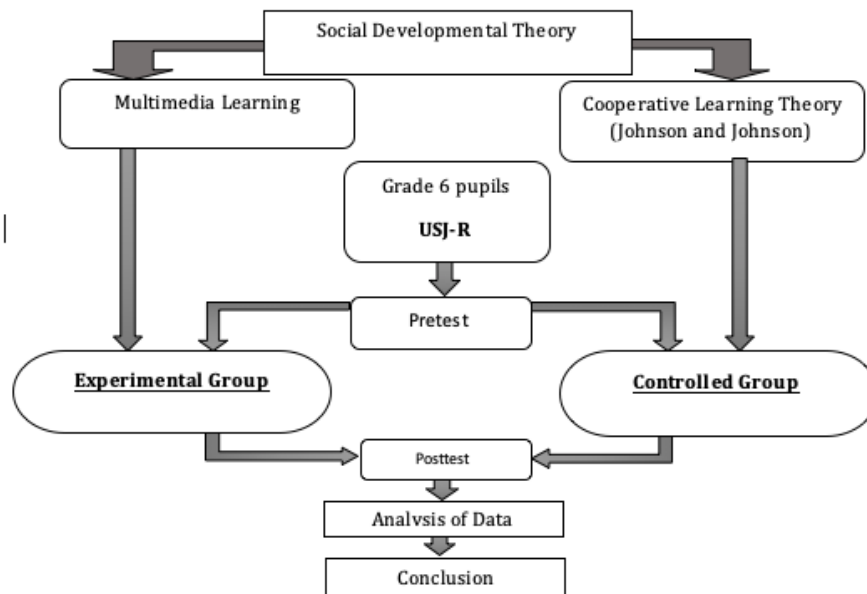 Social Developmental Theory
Multimedia Learning
Cooperative Learning Theory
(Johnson and Johnson)
Grade 6 pupils
USJ-R
Pretest
Experimental Group
Controlled Group
Posttest
Analysis of Data
Conclusion